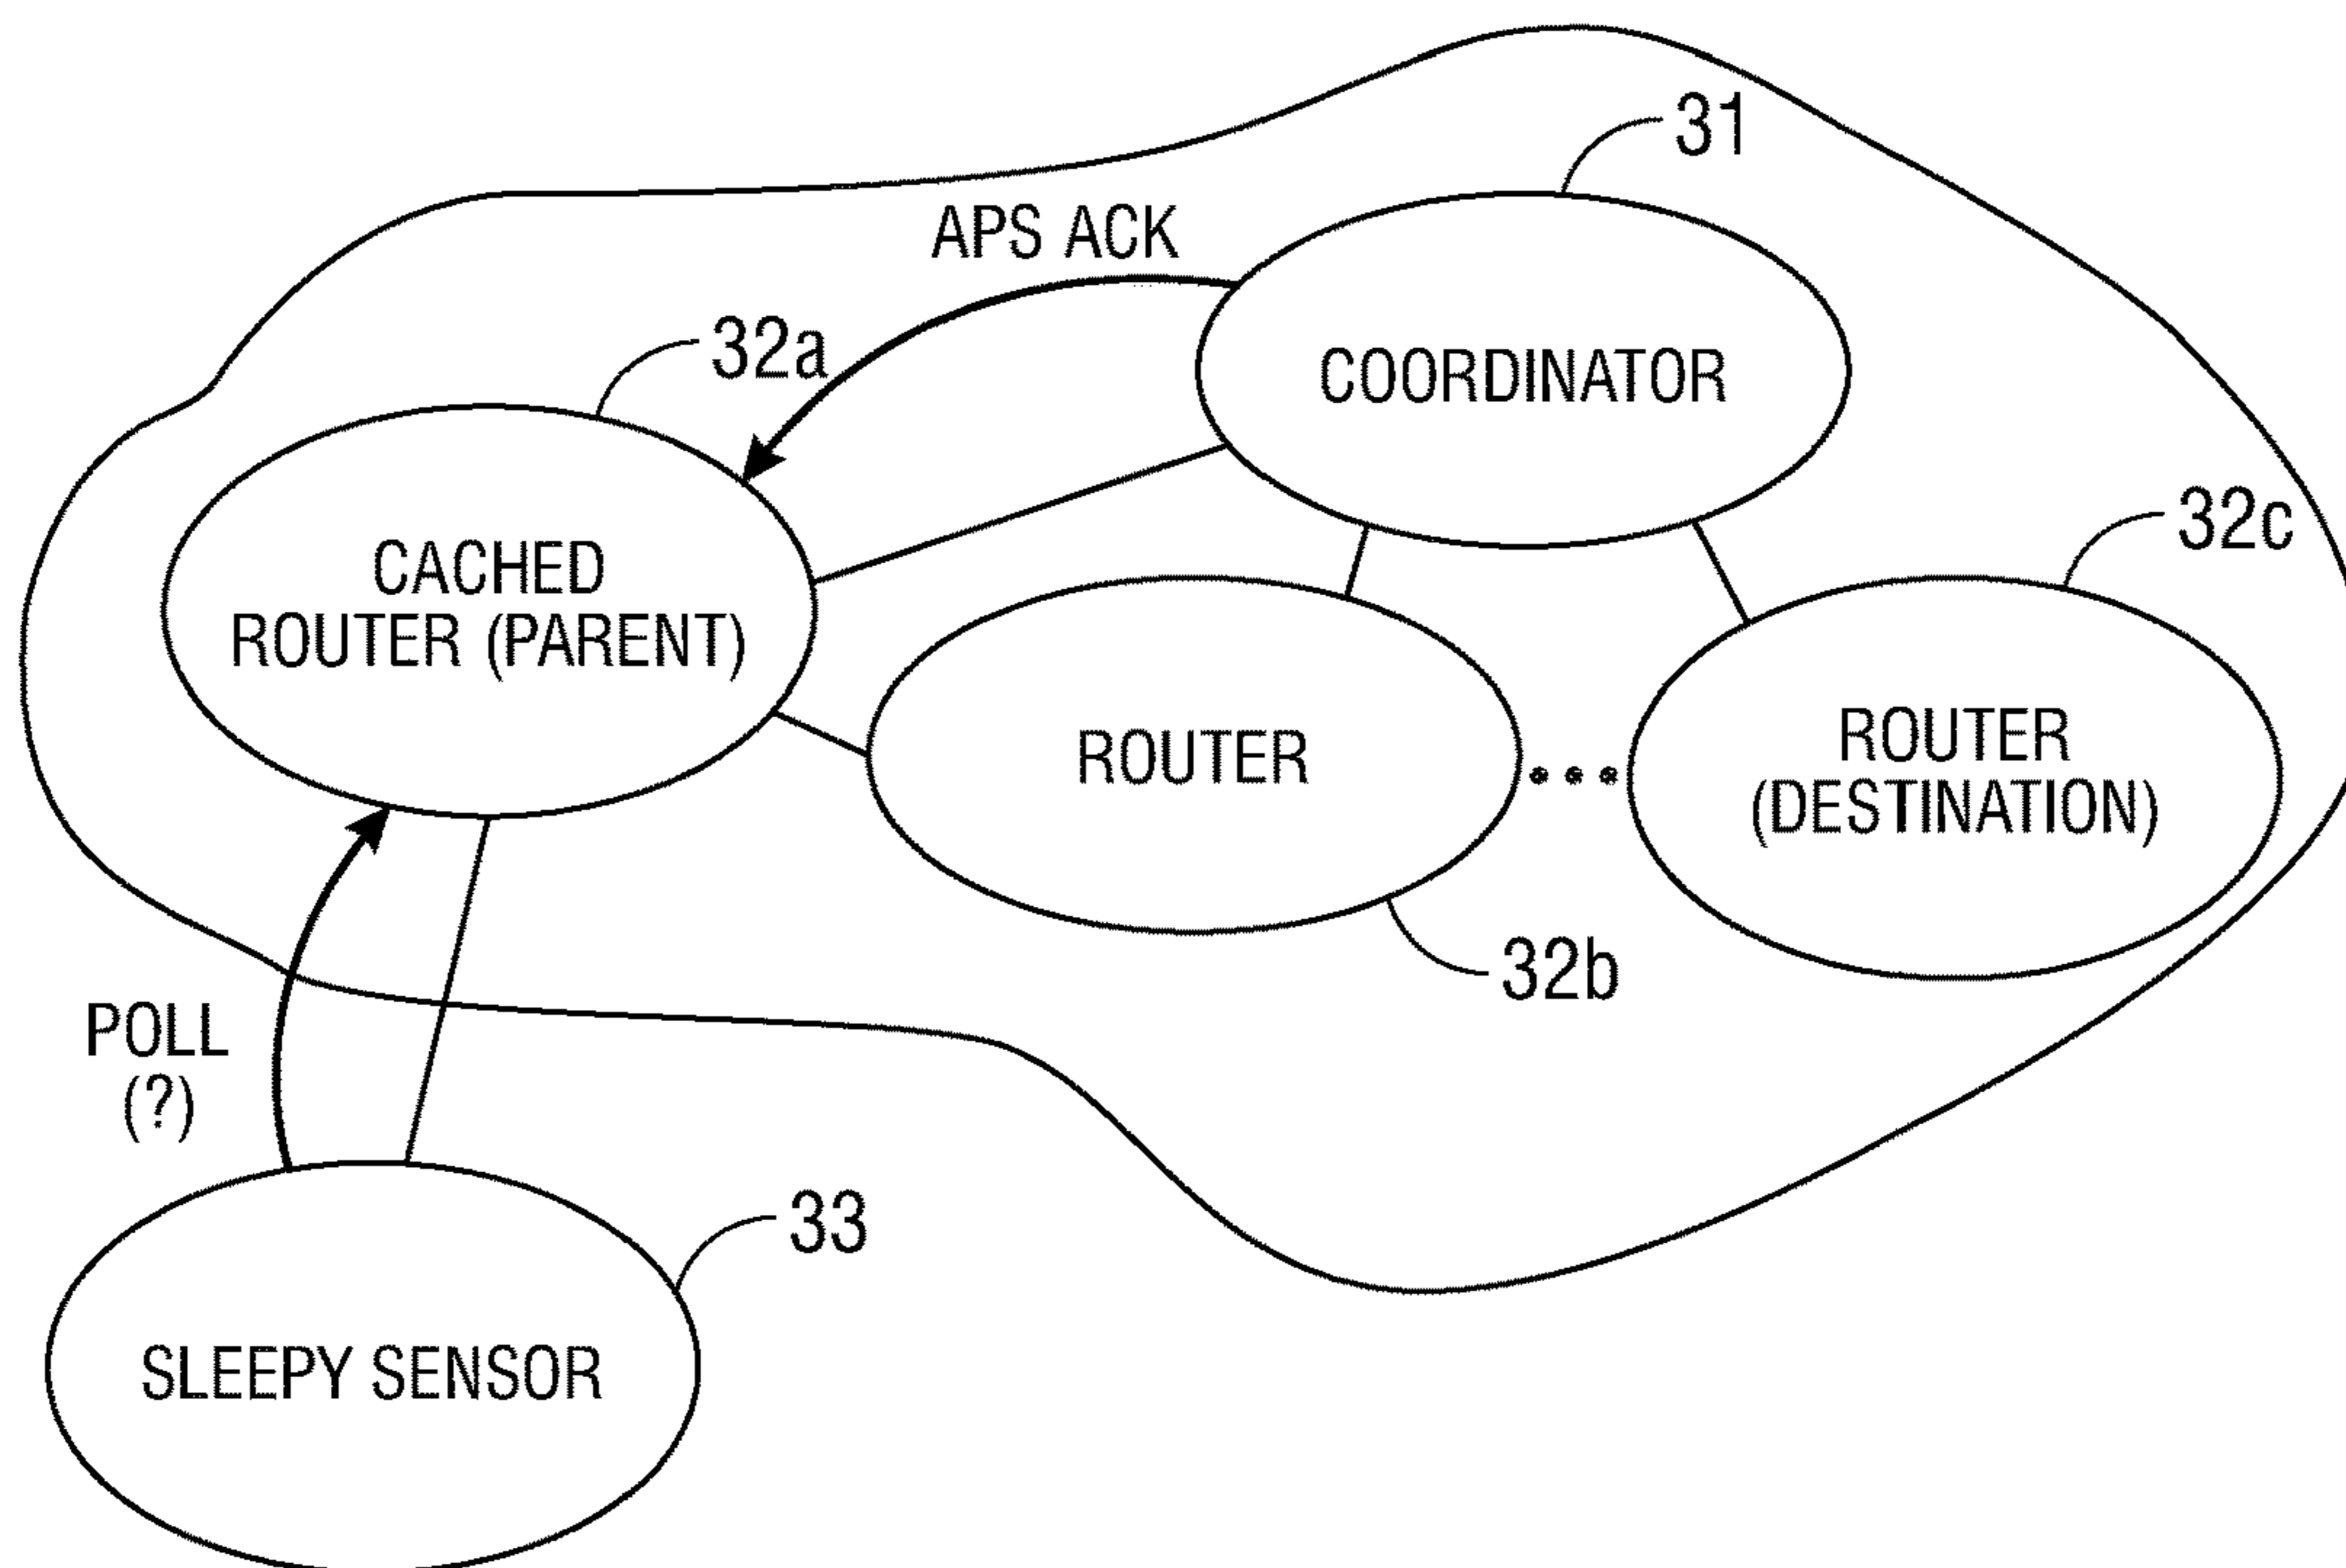 31
APS ACK
32a
COORDINATOR
32c
CACHED
ROUTER (PARENT)
ROUTER
ROUTER
(DESTINATION)
32b
POLL
(?)
33
SLEEPY SENSOR